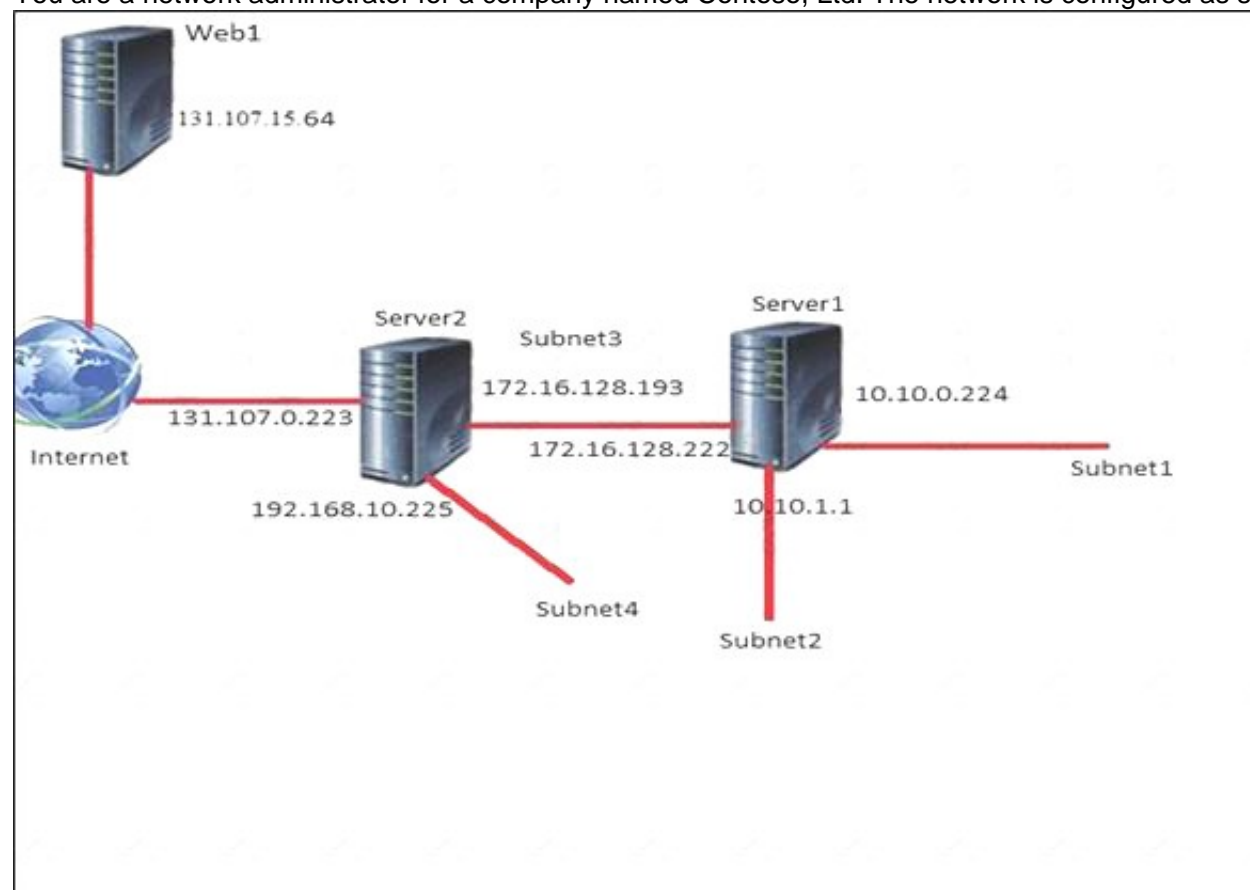 You are a network administrator for a company named Contoso, Ltd. The network is configured as
Web1
131.107.15.64
Server1
Server2
Subnet3
172.16.128.193
10.10.0.224
131.107.0.223
Internet
172.16.128.222
Subnet1
192.168.10.225
10.10.1.1
Subnet4
Subnet2